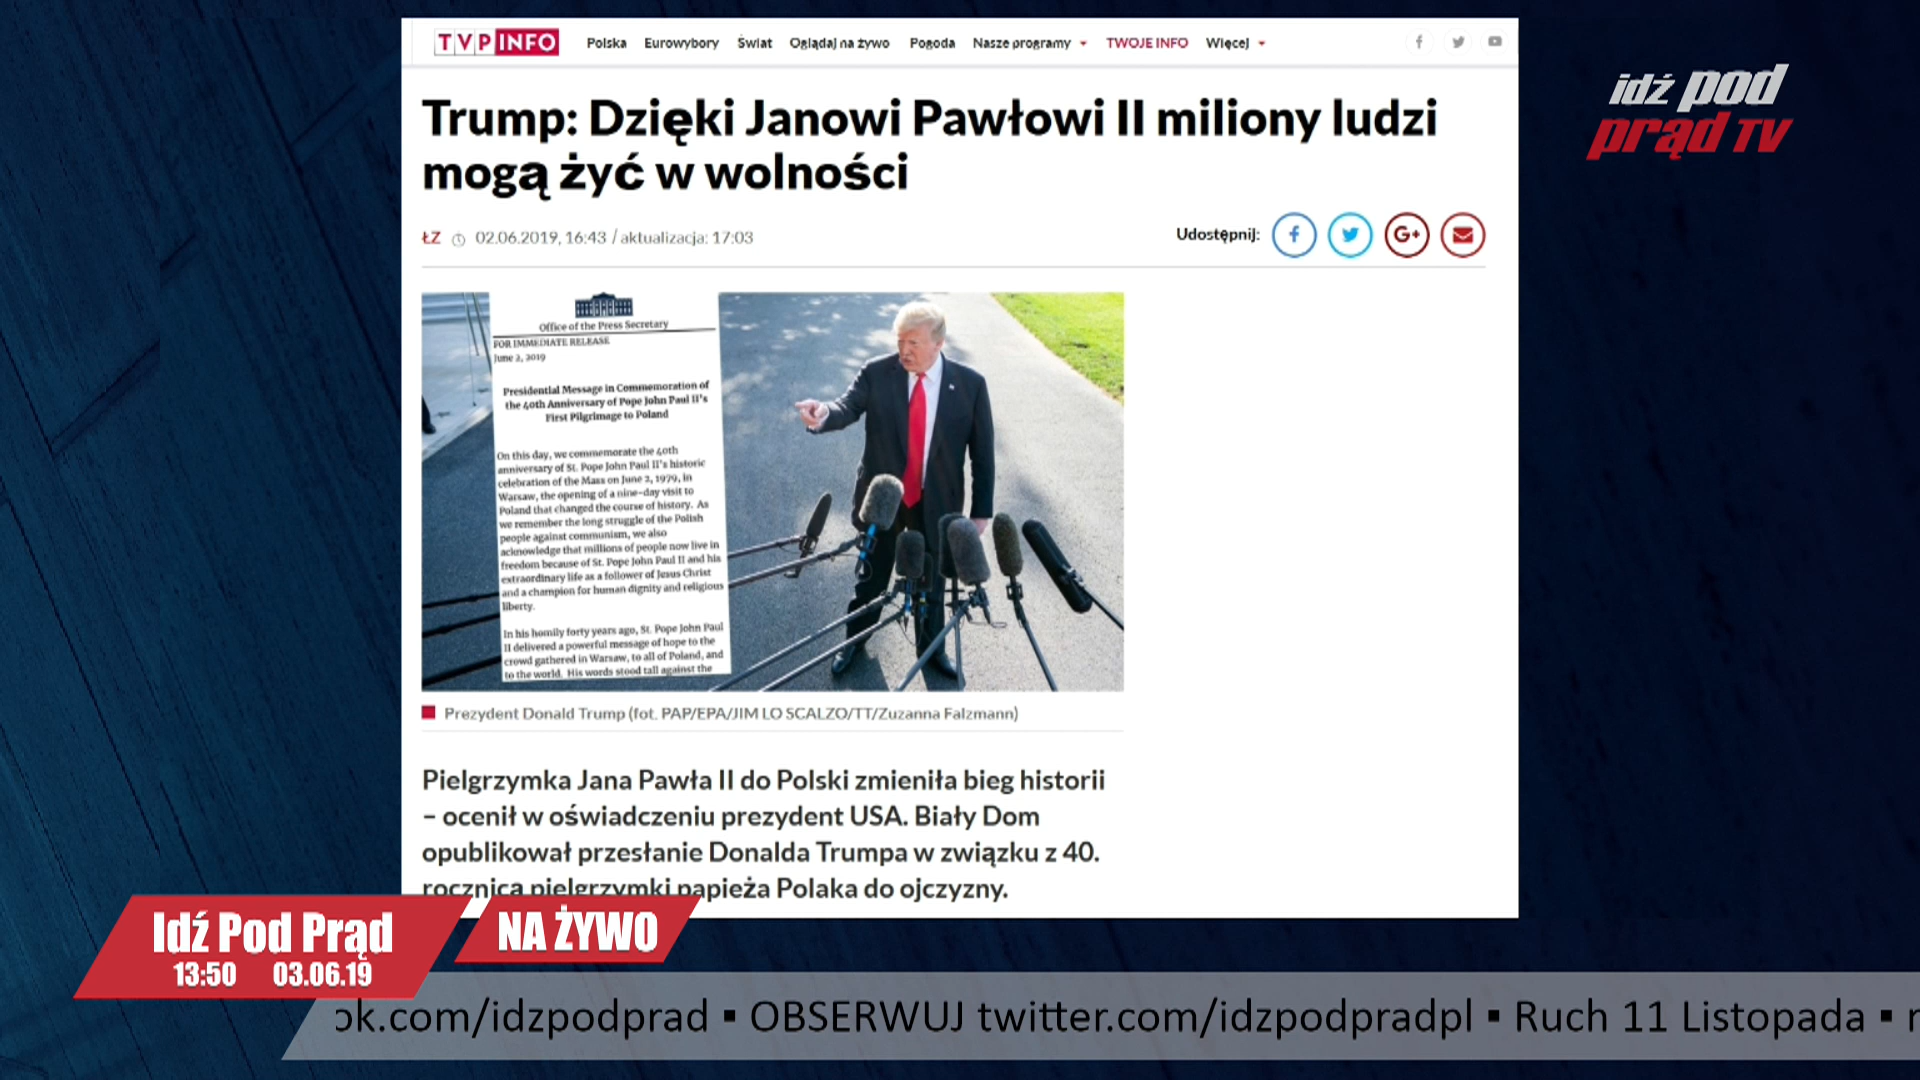 TVP INFO Polska Eurowybory Świat Oglądaj na żywo Pogoda Nasze programy TWOJE INFO Więcej
idź pod
prąd TV
Trump: Dzięki Janowi Pawłowi II miliony ludzi
mogą żyć w wolności
ŁZ 02.06.2019, 16:43 / aktualizacja: 17:03
Udostępnij:
G+
Office of the Press Secretary
FOR IMMEDIATE RELEASE
June 2, 2019
Presidential Message in Commemoration of
the 40th Anniversary of Pope John Paul II's
First Pilgrimage to Poland
On this day, we commemorate the 40th
anniversary of St. Pope John Paul II's historic
celebration of the Mass on June 2, 1979, in
Warsaw, the opening of a nine-day visit to
Poland that changed the course of history. As
we remember the long struggle of the Polish
people against communism, we also
acknowledge that millions of people now live in
freedom because of St. Pope John Paul II and his
extraordinary life as a follower of Jesus Christ
and a champion for human dignity and religious
liberty.
In his homily forty years ago, St. Pope John Paul
II delivered a powerful message of hope to the
crowd gathered in Warsaw, to all of Poland, and
to the world. His words stood tall against the
Prezydent Donald Trump (fot. PAP/EPA/JIM LO SCALZO/TT/Zuzanna Falzmann)
Pielgrzymka Jana Pawła II do Polski zmieniła bieg historii
– ocenił w oświadczeniu prezydent USA. Biały Dom
opublikował przesłanie Donalda Trumpa w związku z 40.
rocznicą pielgrzymki papieża Polaka do ojczyzny.
Idź Pod Prąd
13:50 03.06.19
NA ŻYWO
ok.com/idzpodprad ▪ OBSERWUJ twitter.com/idzpodpradpl ▪ Ruch 11 Listopada ▪